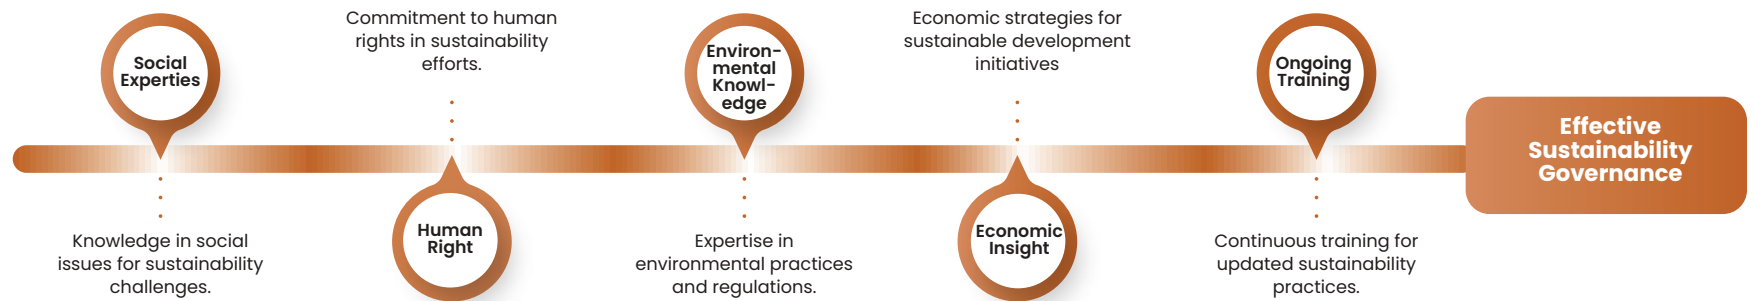 Social
Experties
Knowledge in social
issues for sustainability
challenges.
Commitment to human
rights in sustainability
efforts.
Human
Right
Environ-
mental
Knowl-
edge
Expertise in
environmental practices
and regulations.
Economic strategies for
sustainable development
initiatives
Economic
Insight
Ongoing
Training
Continuous training for
updated sustainability
practices.
Effective
Sustainability
Governance